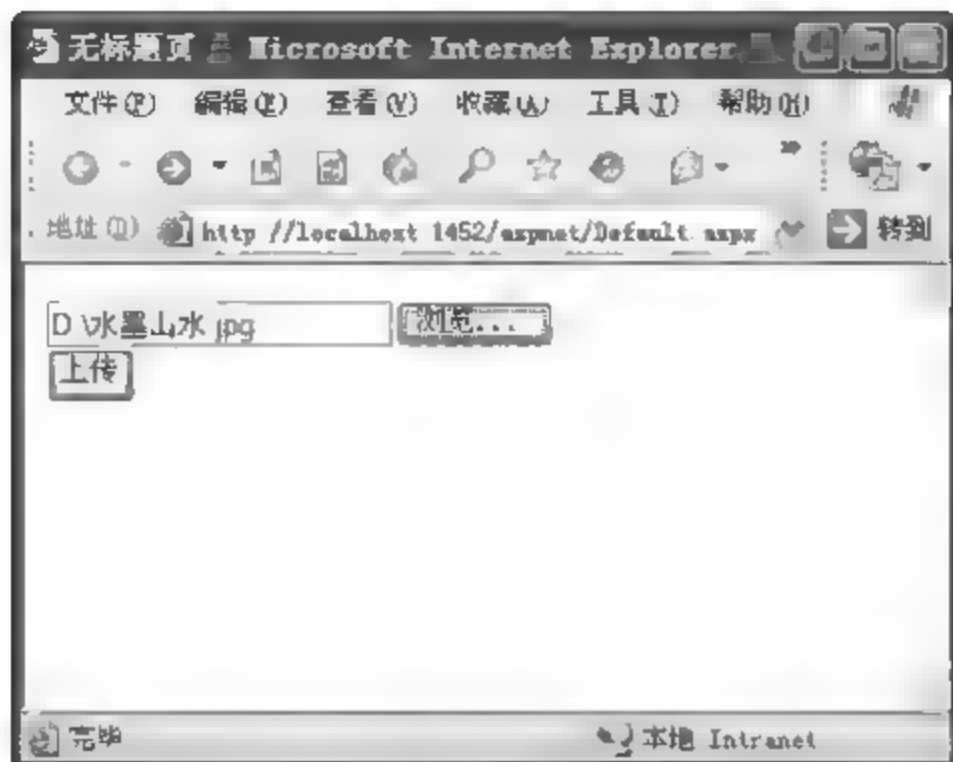 无标题页 Microsoft Internet Explorer
文件(F) 编辑(E) 查看(V) 收藏(A) 工具(T) 帮助(H)
地址(D) http //localhost 1452/aspnet/Default aspx 转到
D \水墨山水 jpg 浏览...
上传
完毕 本地 Intranet